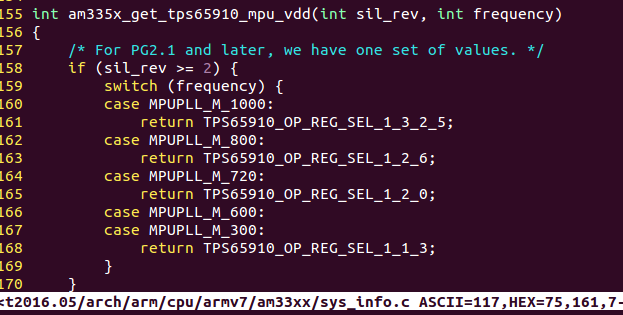 155 int am335x_get_tps65910_mpu_vdd(int sil_rev, int frequency)
156 {
157     /* For PG2.1 and later, we have one set of values. */
158     if (sil_rev >= 2) {
159         switch (frequency) {
160         case MPUPLL_M_1000:
161             return TPS65910_OP_REG_SEL_1_3_2_5;
162         case MPUPLL_M_800:
163             return TPS65910_OP_REG_SEL_1_2_6;
164         case MPUPLL_M_720:
165             return TPS65910_OP_REG_SEL_1_2_0;
166         case MPUPLL_M_600:
167         case MPUPLL_M_300:
168             return TPS65910_OP_REG_SEL_1_1_3;
169         }
170     }
<t2016.05/arch/arm/cpu/armv7/am33xx/sys_info.c ASCII=117,HEX=75,161,7-